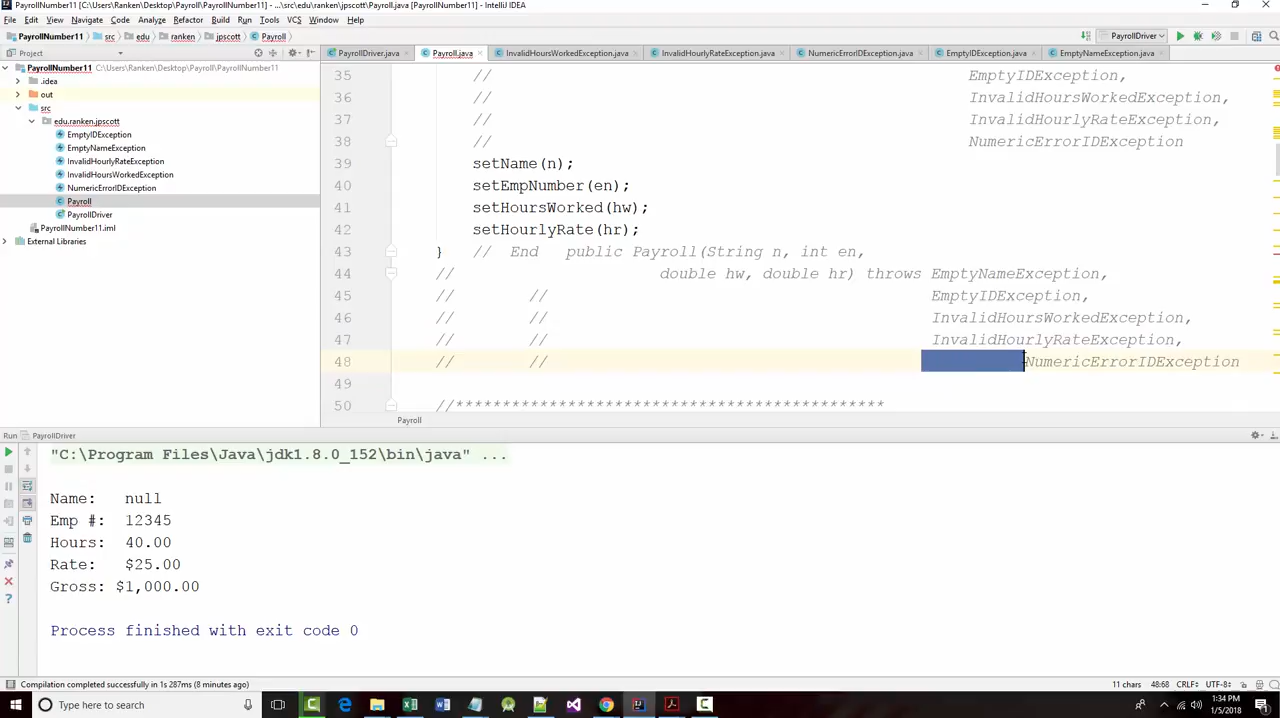 PayrollNumber11 [C:\Users\Ranken\Desktop\Payroll\PayrollNumber11] - ...\src\edu\ranken\jpscott\Payroll.java [PayrollNumber11] - IntelliJ IDEA
File Edit View Navigate Code Analyze Refactor Build Run Tools VCS Window Help
PayrollNumber11 src edu ranken jpscott Payroll PayrollDriver
Project
PayrollDriver.java Payroll.java InvalidHoursWorkedException.java InvalidHourlyRateException.java NumericErrorIDException.java EmptyIDException.java EmptyNameException.java
PayrollNumber11 C:\Users\Ranken\Desktop\Payroll\PayrollNumber11
.idea
out
src
edu.ranken.jpscott
EmptyIDException
EmptyNameException
InvalidHourlyRateException
InvalidHoursWorkedException
NumericErrorIDException
Payroll
PayrollDriver
PayrollNumber11.iml
External Libraries
35 // EmptyIDException,
36 // InvalidHoursWorkedException,
37 // InvalidHourlyRateException,
38 // NumericErrorIDException
39 setName(n);
40 setEmpNumber(en);
41 setHoursWorked(hw);
42 setHourlyRate(hr);
43 } // End public Payroll(String n, int en,
44 // double hw, double hr) throws EmptyNameException,
45 // // EmptyIDException,
46 // // InvalidHoursWorkedException,
47 // // InvalidHourlyRateException,
48 // // NumericErrorIDException
49
50 //**********************************************
Payroll
Run PayrollDriver
"C:\Program Files\Java\jdk1.8.0_152\bin\java" ...
Name: null
Emp #: 12345
Hours: 40.00
Rate: $25.00
Gross: $1,000.00
Process finished with exit code 0
Compilation completed successfully in 1s 287ms (8 minutes ago) 11 chars 48:68 CRLF÷ UTF-8÷
Type here to search
1:34 PM
1/5/2018